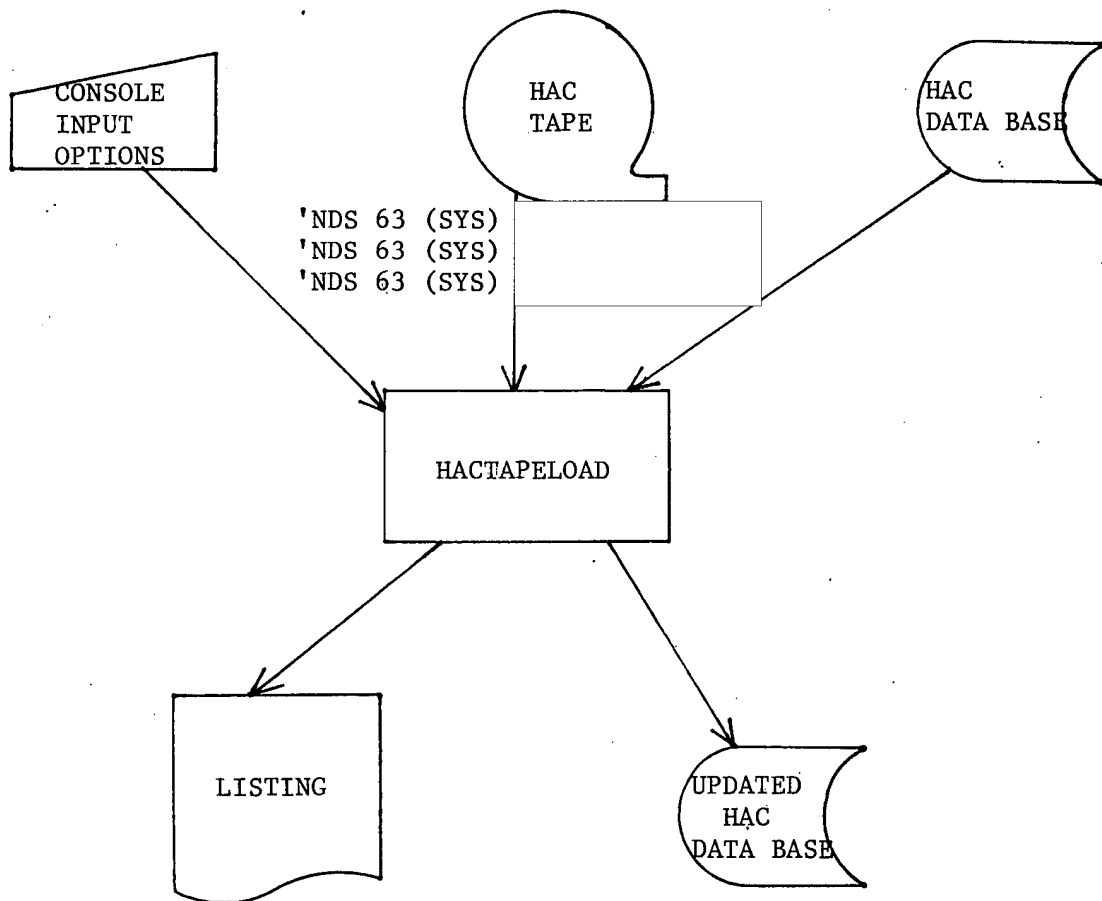 CONSOLE
INPUT
OPTIONS
HAC
TAPE
HAC
DATA BASE
'NDS 63 (SYS)
'NDS 63 (SYS)
'NDS 63 (SYS)
HACTAPELOAD
LISTING
UPDATED
HAC
DATA BASE